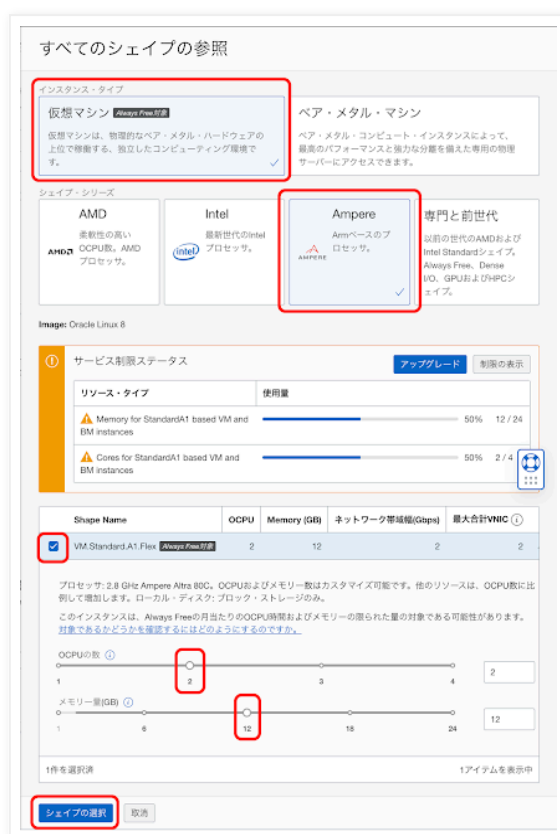 すべてのシェイプの参照
インスタンス・タイプ
仮想マシン Always Free対象
仮想マシンは、物理的なベア・メタル・ハードウェアの
上位で稼働する、独立したコンピューティング環境で
す。
ベア・メタル・マシン
ベア・メタル・コンピュート・インスタンスによって、
最高のパフォーマンスと強力な分離を備えた専用の物理
サーバーにアクセスできます。
シェイプ・シリーズ
AMD
柔軟性の高い
OCPU数。AMD
プロセッサ。
AMD
Intel
最新世代のIntel
プロセッサ。
intel
Ampere
Armベースのプ
ロセッサ。
AMPERE
専門と前世代
以前の世代のAMDおよび
Intel Standardシェイプ。
Always Free、Dense
I/O、GPUおよびHPCシ
ェイプ。
Image: Oracle Linux 8
サービス制限ステータス
アップグレード 制限の表示
リソース・タイプ 使用量
Memory for StandardA1 based VM and
BM instances
50% 12 / 24
Cores for StandardA1 based VM and
BM instances
50% 2 / 4
Shape Name OCPU Memory (GB) ネットワーク帯域幅(Gbps) 最大合計VNIC
VM.Standard.A1.Flex Always Free対象 2 12 2 2
プロセッサ: 2.8 GHz Ampere Altra 80C。OCPUおよびメモリー数はカスタマイズ可能です。他のリソースは、OCPU数に比
例して増加します。ローカル・ディスク: ブロック・ストレージのみ。
このインスタンスは、Always Freeの月当たりのOCPU時間およびメモリーの限られた量の対象である可能性があります。
対象であるかどうかを確認するにはどのようにするのですか。
OCPUの数
1 2 3 4
2
メモリー量(GB)
1 6 12 18 24
12
1件を選択済 1アイテムを表示中
シェイプの選択 取消